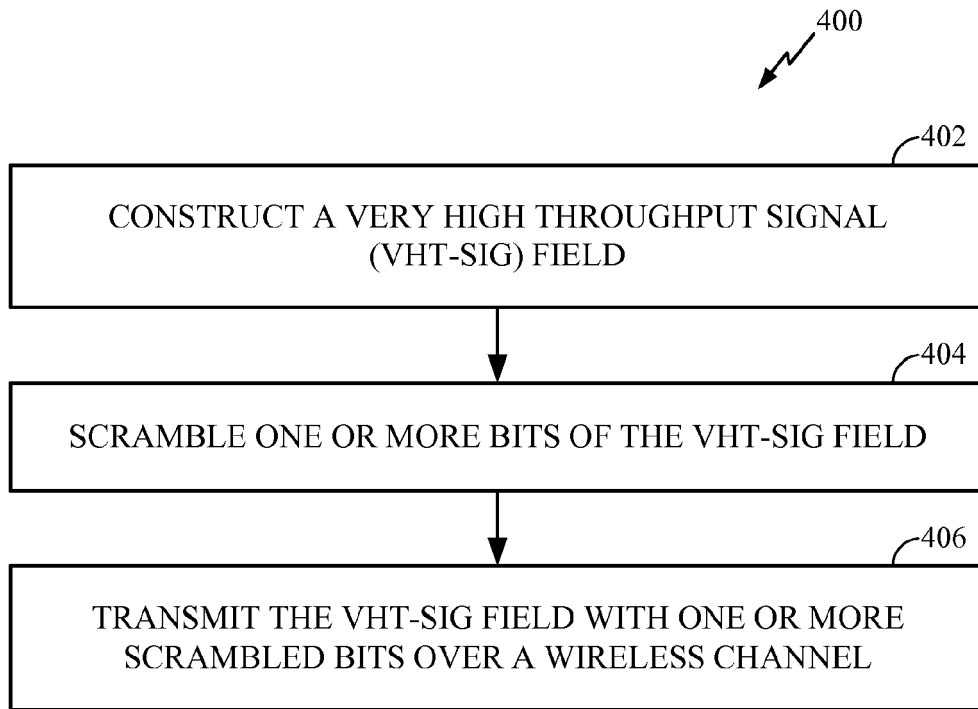 400
402
CONSTRUCT A VERY HIGH THROUGHPUT SIGNAL
(VHT-SIG) FIELD
404
SCRAMBLE ONE OR MORE BITS OF THE VHT-SIG FIELD
406
TRANSMIT THE VHT-SIG FIELD WITH ONE OR MORE
SCRAMBLED BITS OVER A WIRELESS CHANNEL